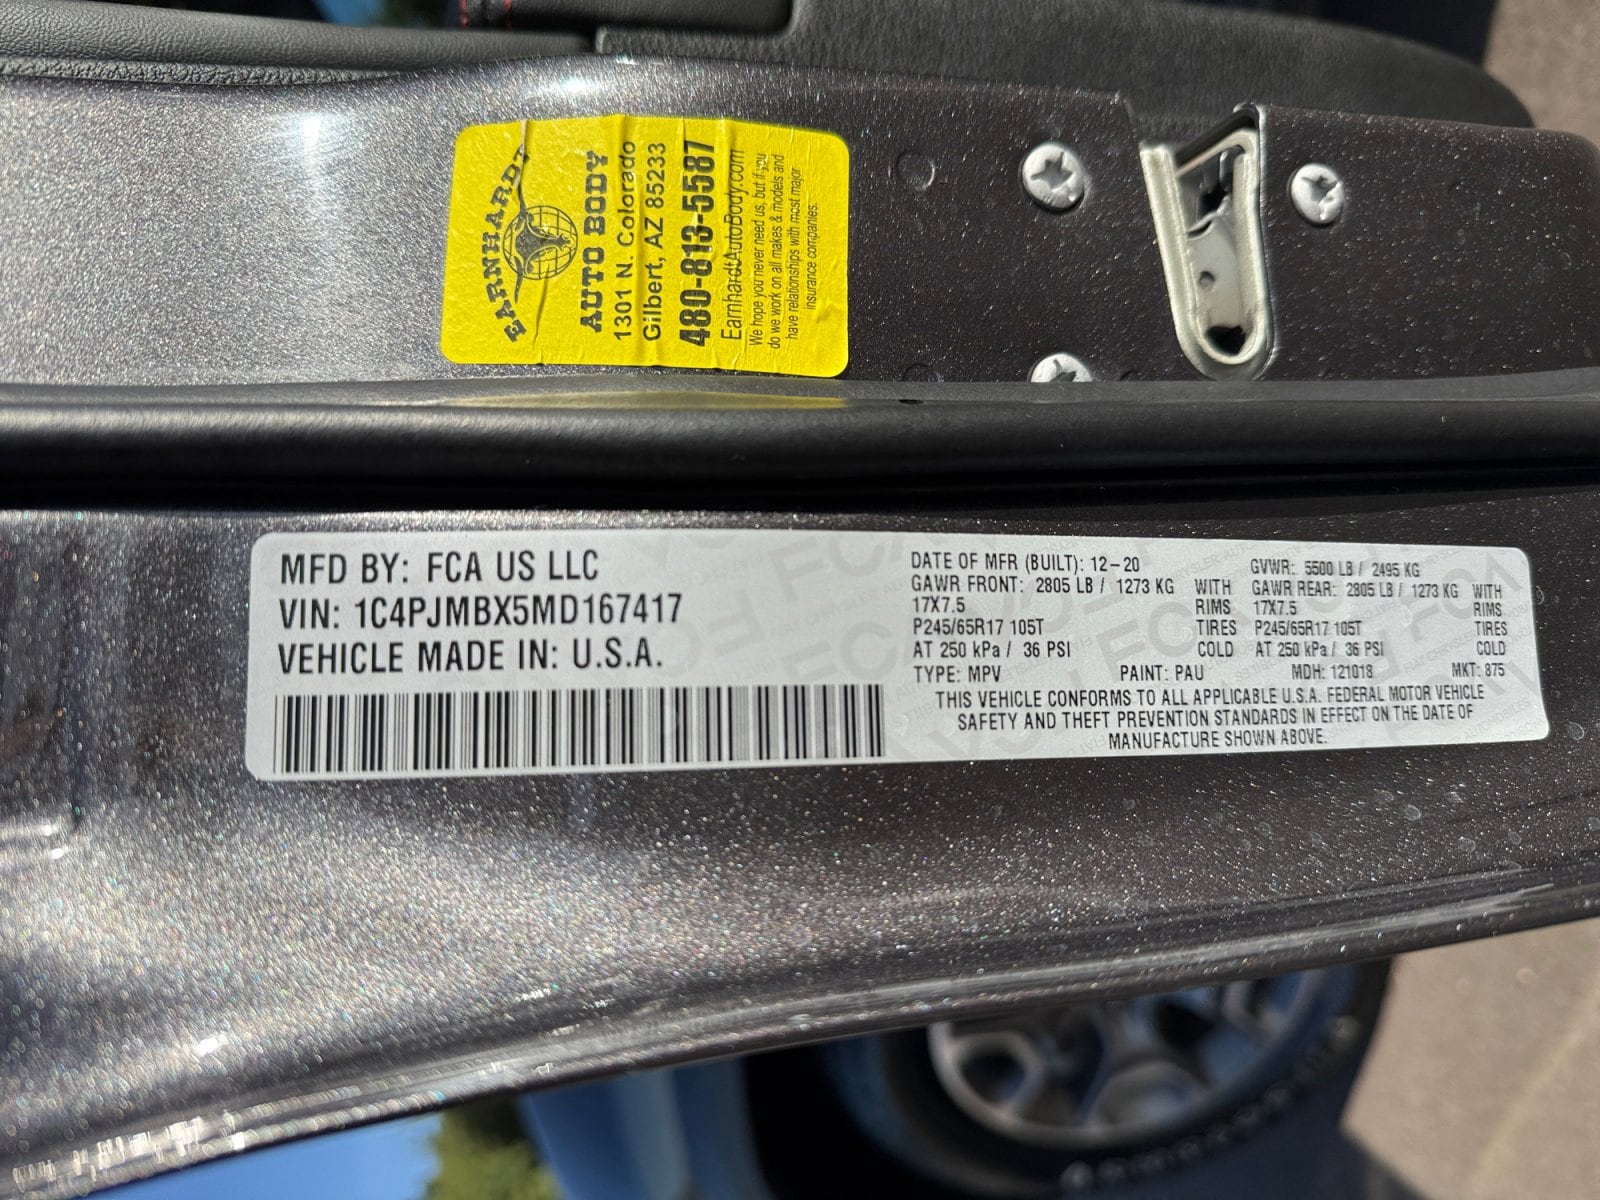 EARNHARDT
AUTO BODY
1301 N. Colorado
Gilbert, AZ 85233
480-813-5587
EarnhardtAutoBody.com
We hope you never need us, but if you
do we work on all makes & models and
have relationships with most major
insurance companies.
MFD BY: FCA US LLC
VIN: 1C4PJMBX5MD167417
VEHICLE MADE IN: U.S.A.
DATE OF MFR (BUILT): 12-20 GVWR: 5500 LB / 2495 KG
GAWR FRONT: 2805 LB / 1273 KG WITH GAWR REAR: 2805 LB / 1273 KG WITH
17X7.5 RIMS 17X7.5 RIMS
P245/65R17 105T TIRES P245/65R17 105T TIRES
AT 250 kPa / 36 PSI COLD AT 250 kPa / 36 PSI COLD
TYPE: MPV PAINT: PAU MDH: 121018 MKT: 875
THIS VEHICLE CONFORMS TO ALL APPLICABLE U.S.A. FEDERAL MOTOR VEHICLE
SAFETY AND THEFT PREVENTION STANDARDS IN EFFECT ON THE DATE OF
MANUFACTURE SHOWN ABOVE.